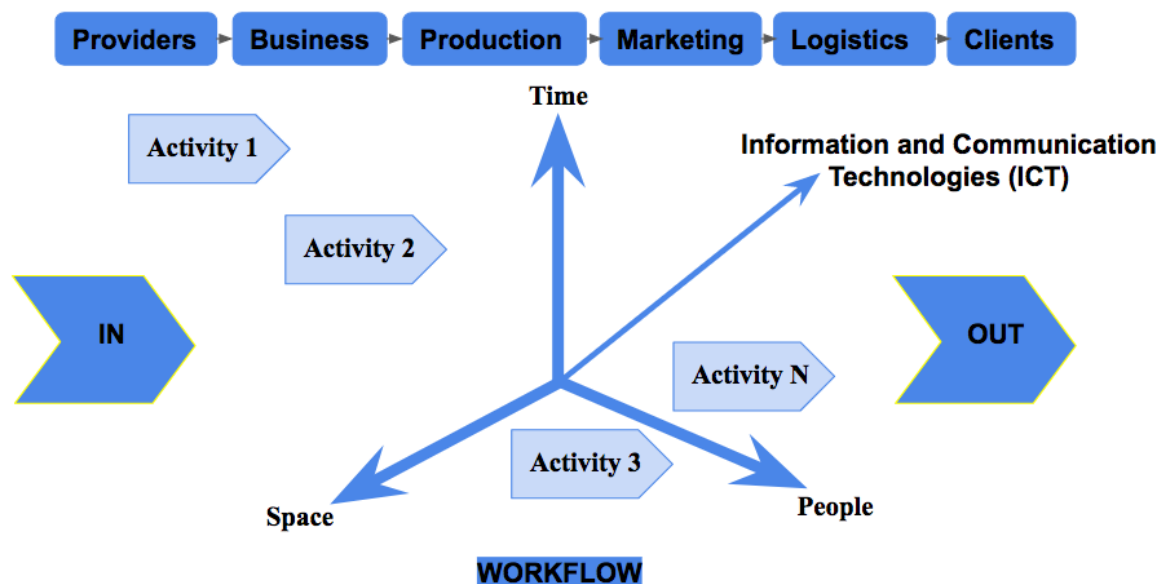 Providers
Business
Production
Marketing
Logistics
Clients
Time
Activity 1
Information and Communication
Technologies (ICT)
Activity 2
IN
OUT
Activity N
Activity 3
Space
People
WORKFLOW